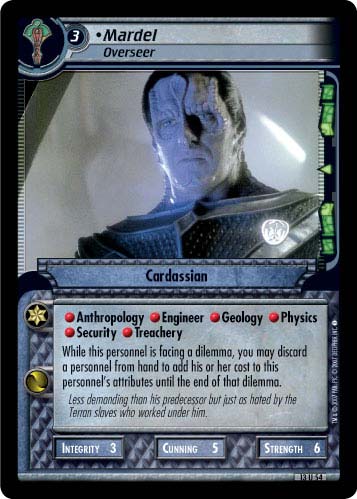 3
•Mardel
Overseer
Cardassian
•Anthropology •Engineer •Geology •Physics
•Security •Treachery
While this personnel is facing a dilemma, you may discard
a personnel from hand to add his or her cost to this
personnel's attributes until the end of that dilemma.
Less demanding than his predecessor but just as hated by the
Terran slaves who worked under him.
INTEGRITY 3 CUNNING 5 STRENGTH 6
13 U 54